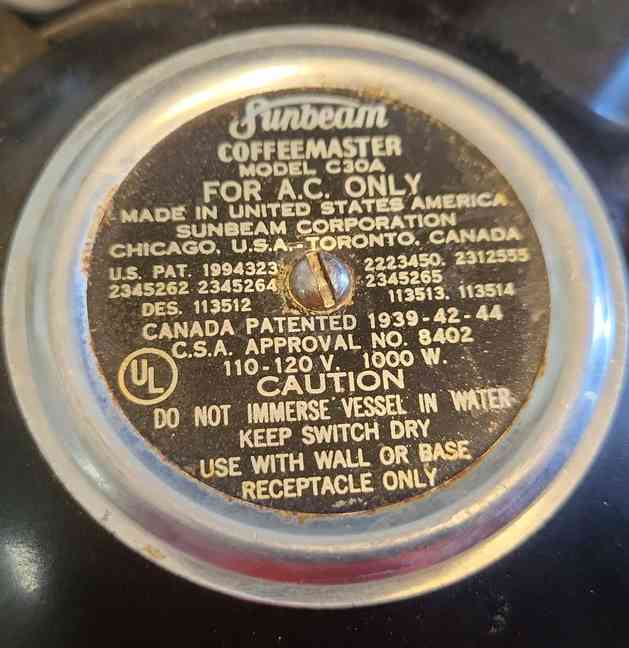 Sunbeam
COFFEEMASTER
MODEL C30A
FOR A.C. ONLY
MADE IN UNITED STATES AMERICA
SUNBEAM CORPORATION
CHICAGO, U.S.A.-TORONTO, CANADA
U.S. PAT. 1994323 2223450. 2312555
2345262 2345264 2345265
DES. 113512 113513. 113514
CANADA PATENTED 1939-42-44
C.S.A. APPROVAL NO. 8402
110-120 V. 1000 W.
UL
CAUTION
DO NOT IMMERSE VESSEL IN WATER
KEEP SWITCH DRY
USE WITH WALL OR BASE
RECEPTACLE ONLY